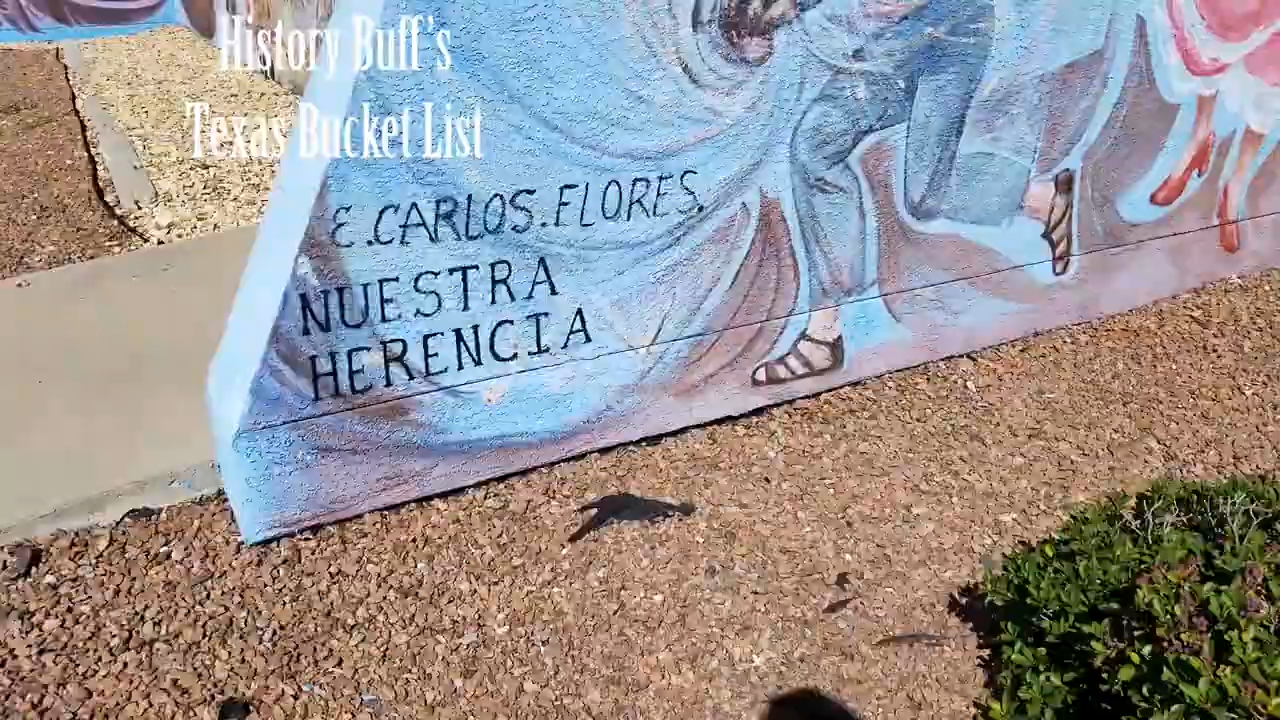 History Buff's
Texas Bucket List
E.CARLOS.FLORES.
NUESTRA
HERENCIA